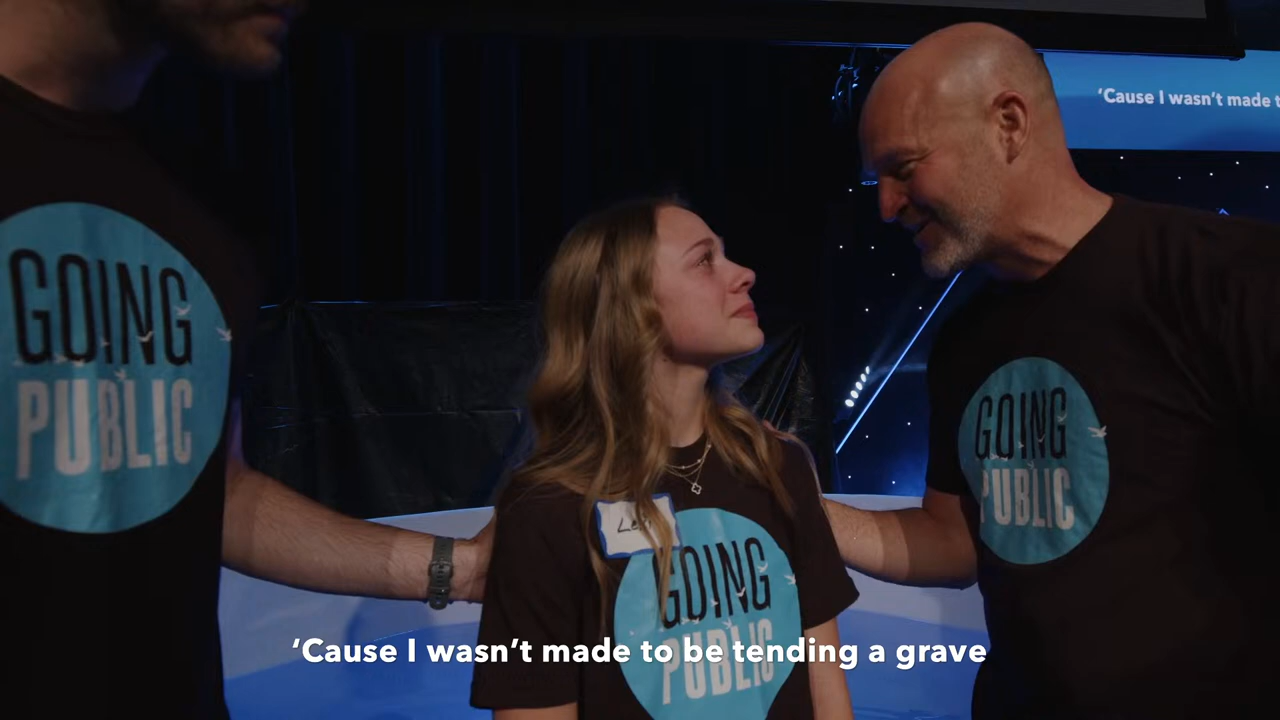 'Cause I wasn't made t
GOING
PUBLIC
GOING
PUBLIC
GOING
PUBLIC
'Cause I wasn't made to be tending a grave